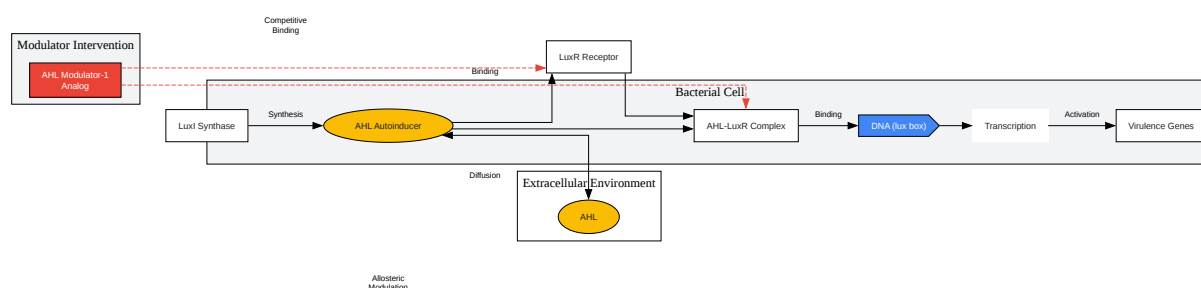 Competitive
Binding
Modulator Intervention
AHL Modulator-1
Analog
LuxR Receptor
Binding
Bacterial Cell
LuxI Synthase
Synthesis
AHL Autoinducer
AHL-LuxR Complex
Binding
DNA (lux box)
Transcription
Activation
Virulence Genes
Diffusion
Extracellular Environment
AHL
Allosteric
Modulation